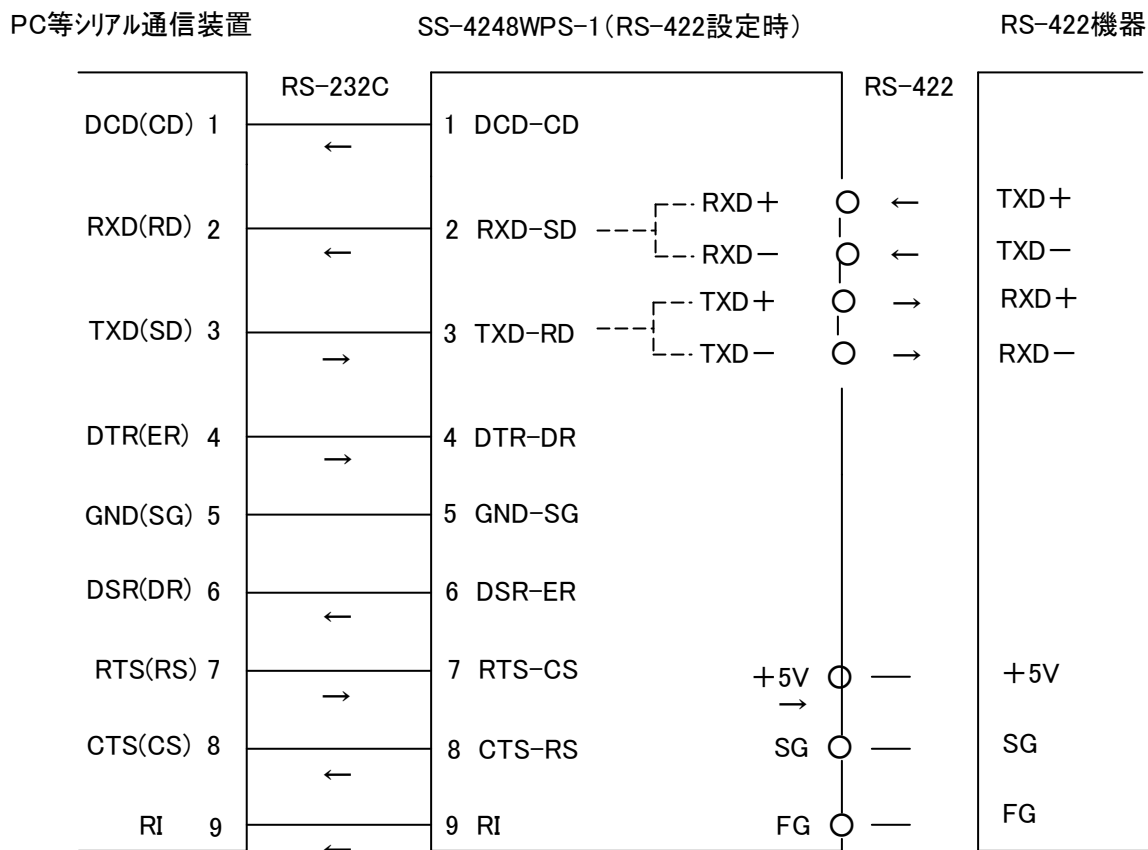 PC等シリアル通信装置 SS-4248WPS-1(RS-422設定時) RS-422機器
RS-232C RS-422
DCD(CD) 1 1 DCD-CD
←
RXD+ ← TXD+
RXD(RD) 2 2 RXD-SD
← RXD- ← TXD-
TXD+ → RXD+
TXD(SD) 3 3 TXD-RD
→ TXD- → RXD-
DTR(ER) 4 4 DTR-DR
→
GND(SG) 5 5 GND-SG
DSR(DR) 6 6 DSR-ER
←
RTS(RS) 7 7 RTS-CS +5V +5V
→ →
CTS(CS) 8 8 CTS-RS SG SG
←
RI 9 9 RI FG FG
←